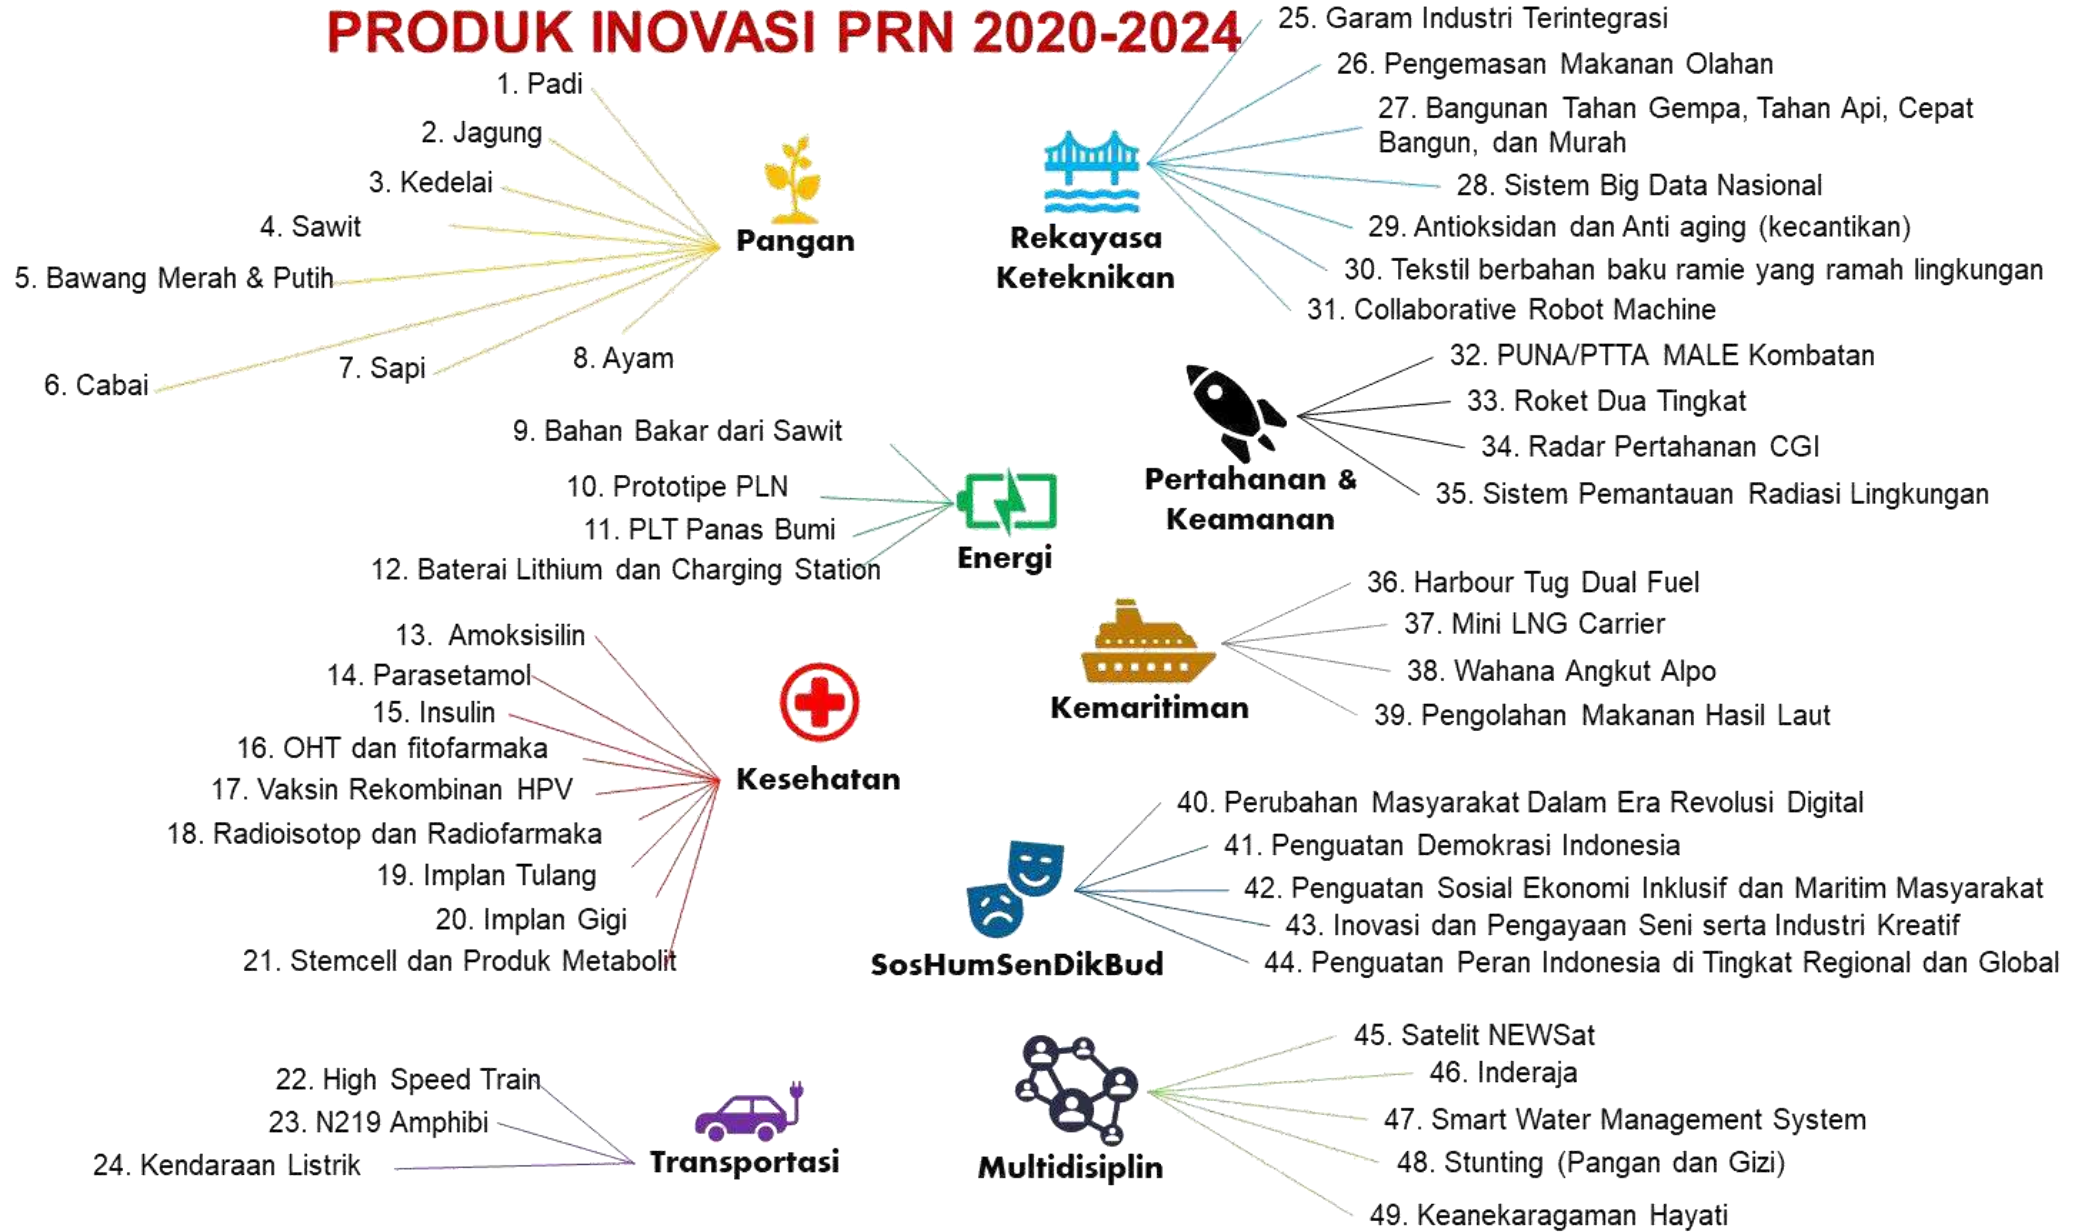 PRODUK INOVASI PRN 2020-2024
1. Padi
2. Jagung
3. Kedelai
4. Sawit
5. Bawang Merah & Putih
6. Cabai
7. Sapi
8. Ayam
Pangan
9. Bahan Bakar dari Sawit
10. Prototipe PLN
11. PLT Panas Bumi
12. Baterai Lithium dan Charging Station
Energi
13. Amoksisilin
14. Parasetamol
15. Insulin
16. OHT dan fitofarmaka
17. Vaksin Rekombinan HPV
18. Radioisotop dan Radiofarmaka
19. Implan Tulang
20. Implan Gigi
21. Stemcell dan Produk Metabolit
Kesehatan
22. High Speed Train
23. N219 Amphibi
24. Kendaraan Listrik
Transportasi
25. Garam Industri Terintegrasi
26. Pengemasan Makanan Olahan
27. Bangunan Tahan Gempa, Tahan Api, Cepat
Bangun, dan Murah
28. Sistem Big Data Nasional
29. Antioksidan dan Anti aging (kecantikan)
30. Tekstil berbahan baku ramie yang ramah lingkungan
31. Collaborative Robot Machine
Rekayasa
Keteknikan
32. PUNA/PTTA MALE Kombatan
33. Roket Dua Tingkat
34. Radar Pertahanan CGI
35. Sistem Pemantauan Radiasi Lingkungan
Pertahanan &
Keamanan
36. Harbour Tug Dual Fuel
37. Mini LNG Carrier
38. Wahana Angkut Alpo
39. Pengolahan Makanan Hasil Laut
Kemaritiman
40. Perubahan Masyarakat Dalam Era Revolusi Digital
41. Penguatan Demokrasi Indonesia
42. Penguatan Sosial Ekonomi Inklusif dan Maritim Masyarakat
43. Inovasi dan Pengayaan Seni serta Industri Kreatif
44. Penguatan Peran Indonesia di Tingkat Regional dan Global
SosHumSenDikBud
45. Satelit NEWSat
46. Inderaja
47. Smart Water Management System
48. Stunting (Pangan dan Gizi)
49. Keanekaragaman Hayati
Multidisiplin